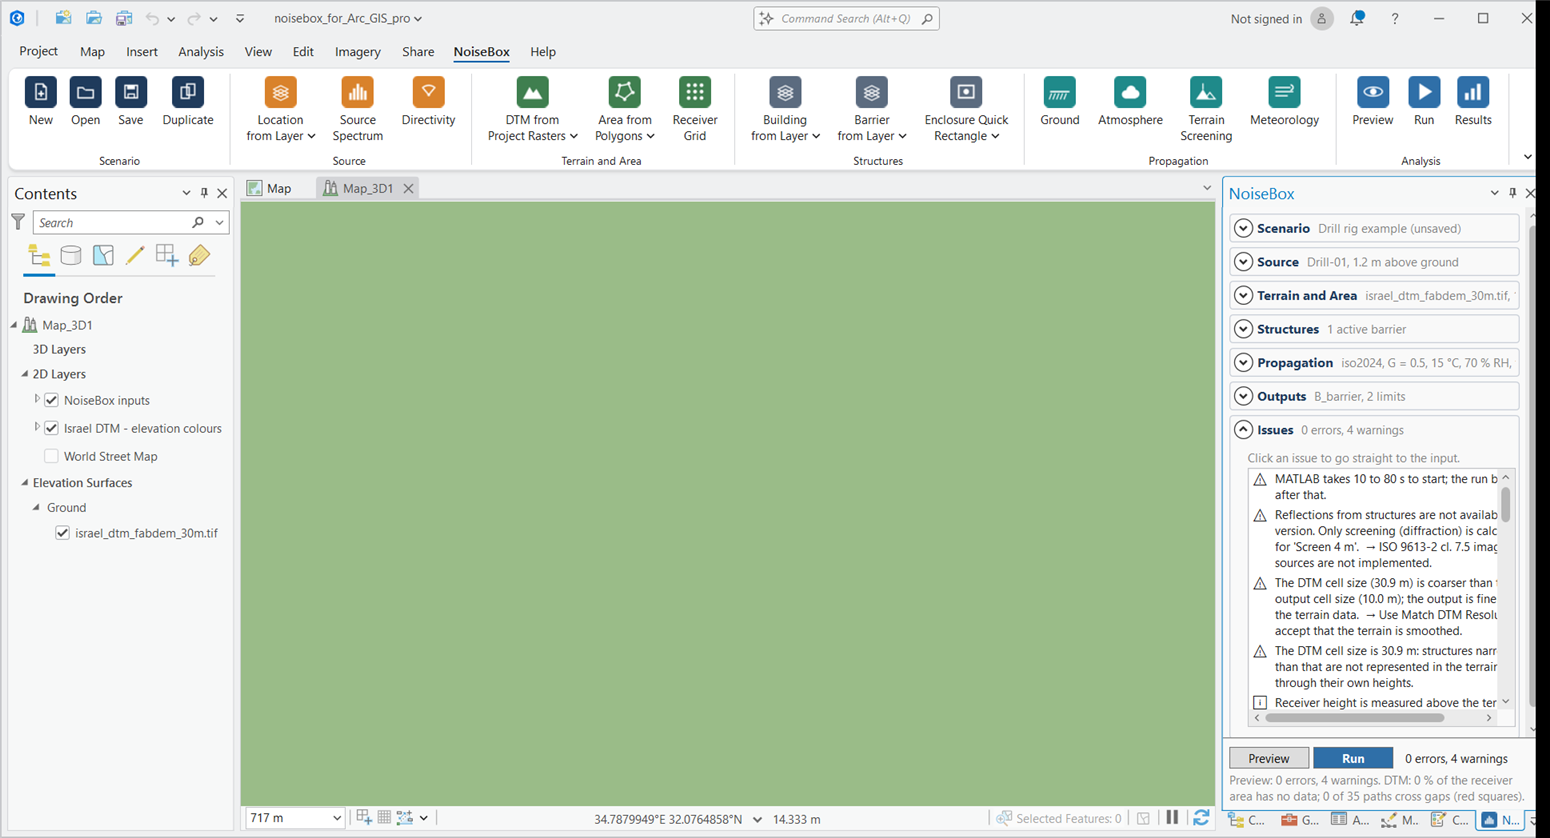 noisebox_for_Arc_GIS_pro
Command Search (Alt+Q)
Not signed in
?
Project Map Insert Analysis View Edit Imagery Share NoiseBox Help
New Open Save Duplicate
Scenario
Location
from Layer
Source
Spectrum
Directivity
Source
DTM from
Project Rasters
Area from
Polygons
Receiver
Grid
Terrain and Area
Building
from Layer
Barrier
from Layer
Enclosure Quick
Rectangle
Structures
Ground
Atmosphere
Terrain
Screening
Meteorology
Propagation
Preview Run Results
Analysis
Contents
Search
Drawing Order
Map_3D1
3D Layers
2D Layers
NoiseBox inputs
Israel DTM - elevation colours
World Street Map
Elevation Surfaces
Ground
israel_dtm_fabdem_30m.tif
Map
Map_3D1
717 m
34.7879949°E 32.0764858°N
14.333 m
Selected Features: 0
NoiseBox
Scenario Drill rig example (unsaved)
Source Drill-01, 1.2 m above ground
Terrain and Area israel_dtm_fabdem_30m.tif,
Structures 1 active barrier
Propagation iso2024, G = 0.5, 15 °C, 70 % RH,
Outputs B_barrier, 2 limits
Issues 0 errors, 4 warnings
Click an issue to go straight to the input.
MATLAB takes 10 to 80 s to start; the run b
after that.
Reflections from structures are not availab
version. Only screening (diffraction) is calc
for 'Screen 4 m'. → ISO 9613-2 cl. 7.5 imag
sources are not implemented.
The DTM cell size (30.9 m) is coarser than
output cell size (10.0 m); the output is fine
the terrain data. → Use Match DTM Resolu
accept that the terrain is smoothed.
The DTM cell size is 30.9 m: structures narr
than that are not represented in the terrain
through their own heights.
Receiver height is measured above the ter
Preview Run 0 errors, 4 warnings
Preview: 0 errors, 4 warnings. DTM: 0 % of the receiver
area has no data; 0 of 35 paths cross gaps (red squares).
C... G... A... M.. C... N...